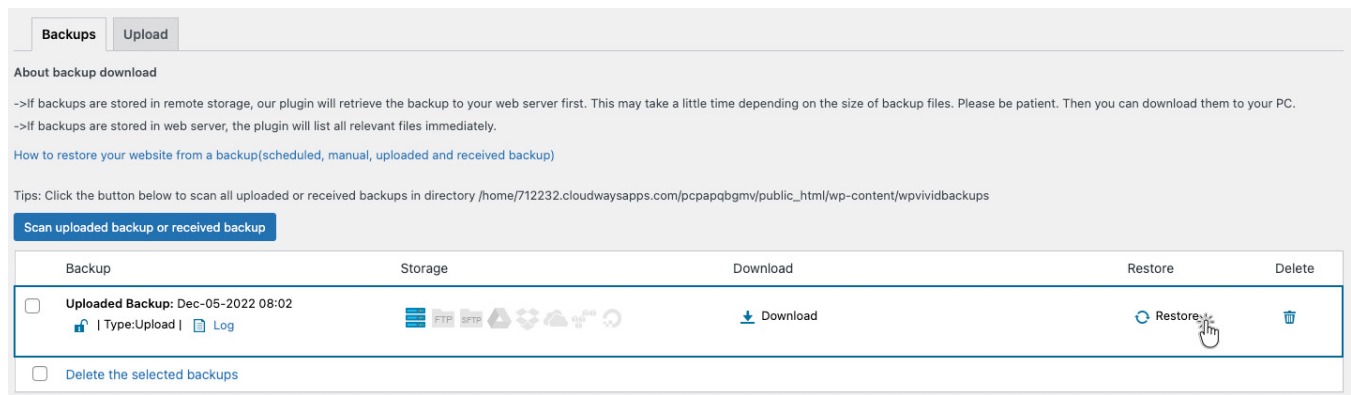 Backups Upload
About backup download
->If backups are stored in remote storage, our plugin will retrieve the backup to your web server first. This may take a little time depending on the size of backup files. Please be patient. Then you can download them to your PC.
->If backups are stored in web server, the plugin will list all relevant files immediately.
How to restore your website from a backup(scheduled, manual, uploaded and received backup)
Tips: Click the button below to scan all uploaded or received backups in directory /home/712232.cloudwaysapps.com/pcpapqbgmv/public_html/wp-content/wpvividbackups
Scan uploaded backup or received backup
Backup Storage Download Restore Delete
Uploaded Backup: Dec-05-2022 08:02
FTP SFTP Download Restore
| Type:Upload | Log
Delete the selected backups